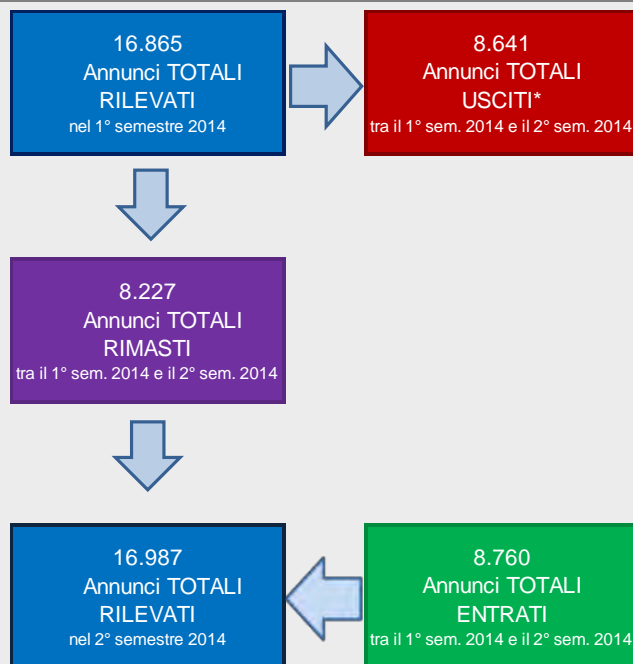 16.865
Annunci TOTALI
RILEVATI
nel 1° semestre 2014
8.641
Annunci TOTALI
USCITI*
tra il 1° sem. 2014 e il 2° sem. 2014
8.227
Annunci TOTALI
RIMASTI
tra il 1° sem. 2014 e il 2° sem. 2014
16.987
Annunci TOTALI
RILEVATI
nel 2° semestre 2014
8.760
Annunci TOTALI
ENTRATI
tra il 1° sem. 2014 e il 2° sem. 2014